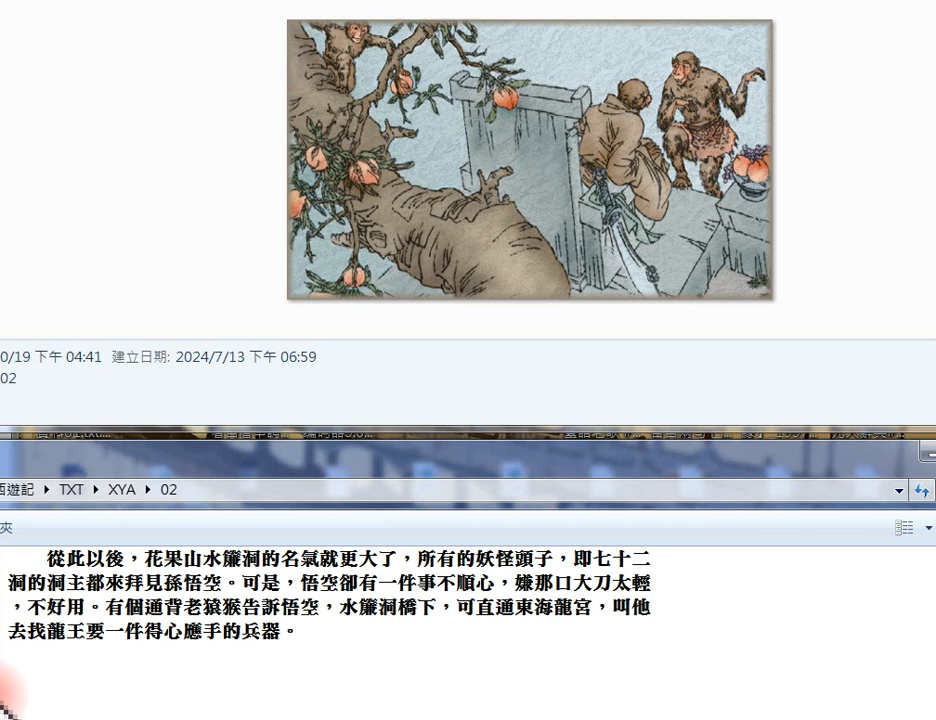 0/19 下午 04:41 建立日期: 2024/7/13 下午 06:59
02
西遊記 ▸ TXT ▸ XYA ▸ 02
夾
從此以後，花果山水簾洞的名氣就更大了，所有的妖怪頭子，即七十二
洞的洞主都來拜見孫悟空。可是，悟空卻有一件事不順心，嫌那口大刀太輕
，不好用。有個通背老猿猴告訴悟空，水簾洞橋下，可直通東海龍宮，叫他
去找龍王要一件得心應手的兵器。